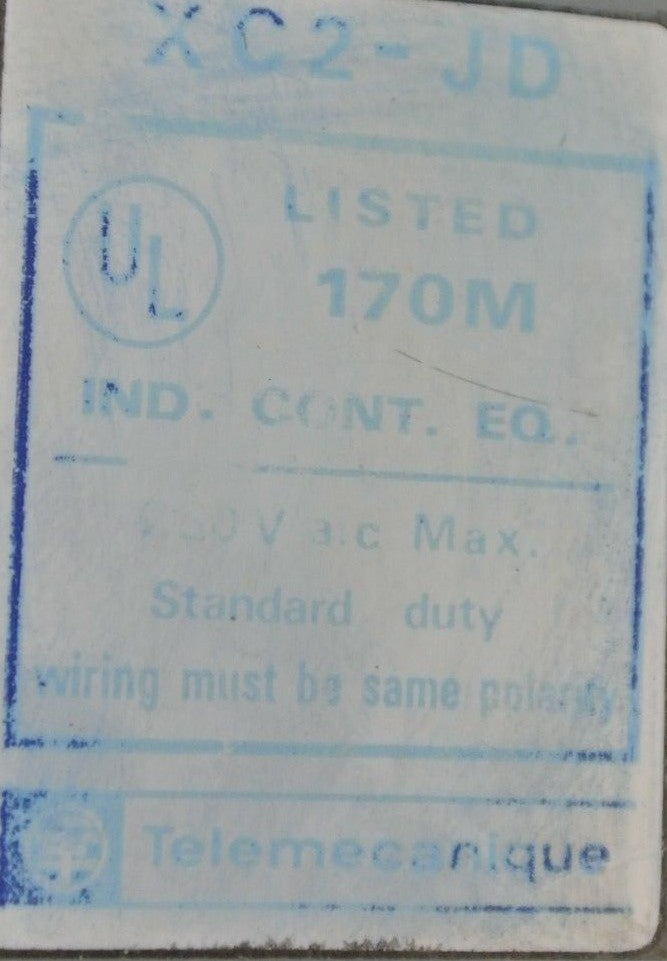 XC2-JD
UL
LISTED
170M
IND. CONT. EQ.
V a.c Max.
Standard duty
wiring must be same polarity
Telemecanique